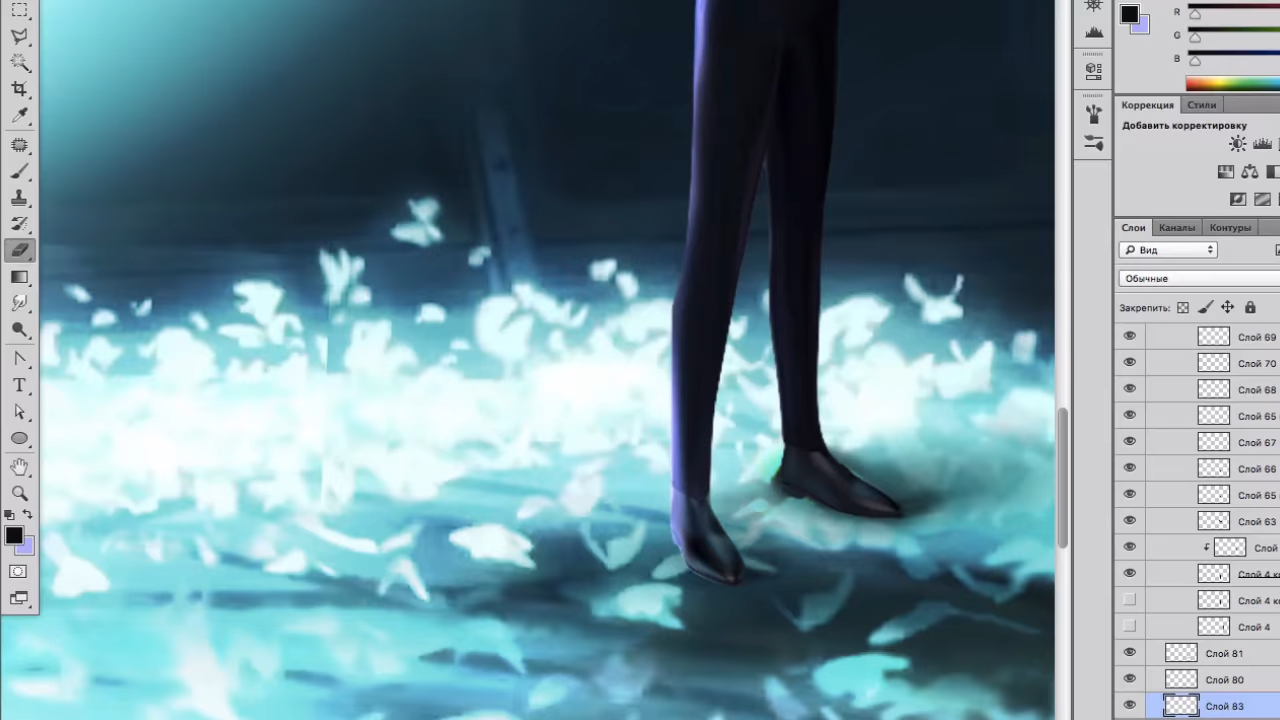 R
G
B
Коррекция Стили
Добавить корректировку
Слои Каналы Контуры
Вид
Обычные
Закрепить:
Слой 69
Слой 70
Слой 68
Слой 65
Слой 67
Слой 66
Слой 65
Слой 63
Слой
Слой 4 к
Слой 4 к
Слой 4
Слой 81
Слой 80
Слой 83